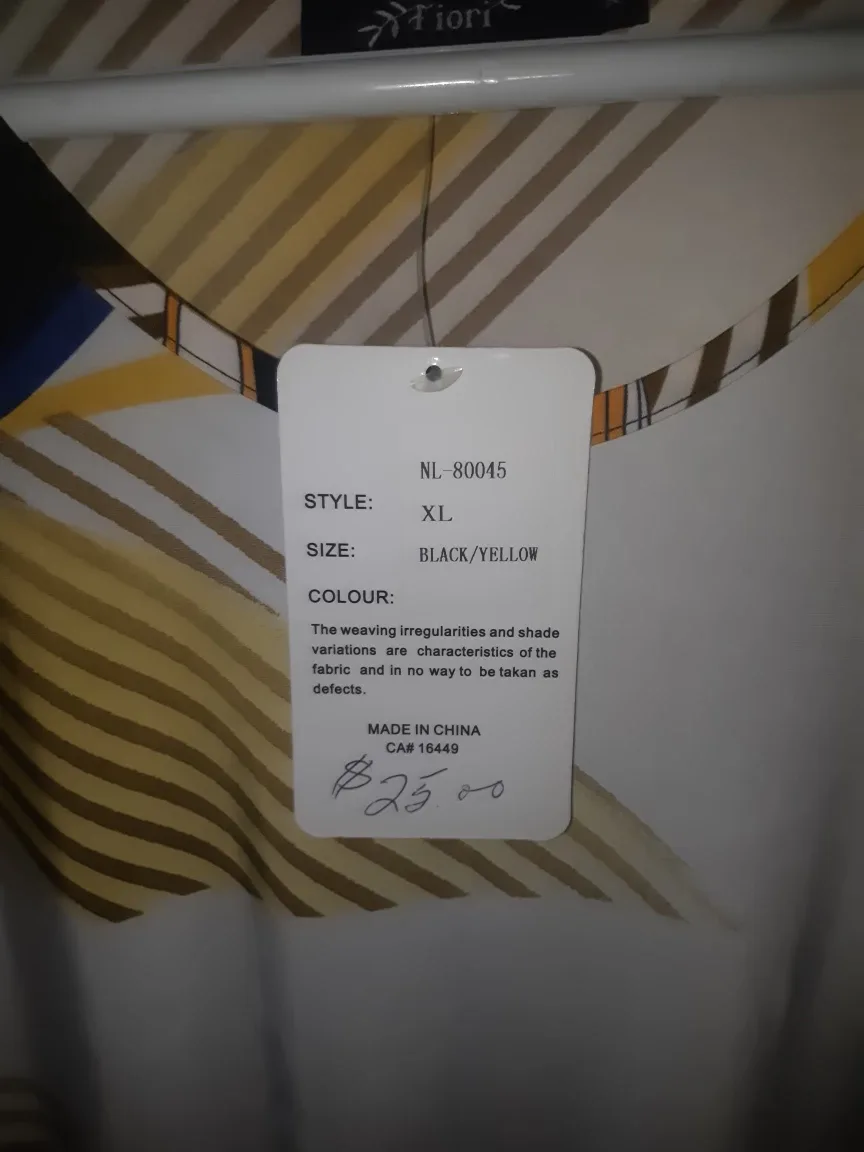 Fiori
NL-80045
STYLE:
XL
SIZE:
BLACK/YELLOW
COLOUR:
The weaving irregularities and shade
variations are characteristics of the
fabric and in no way to be takan as
defects.
MADE IN CHINA
CA# 16449
$25.00